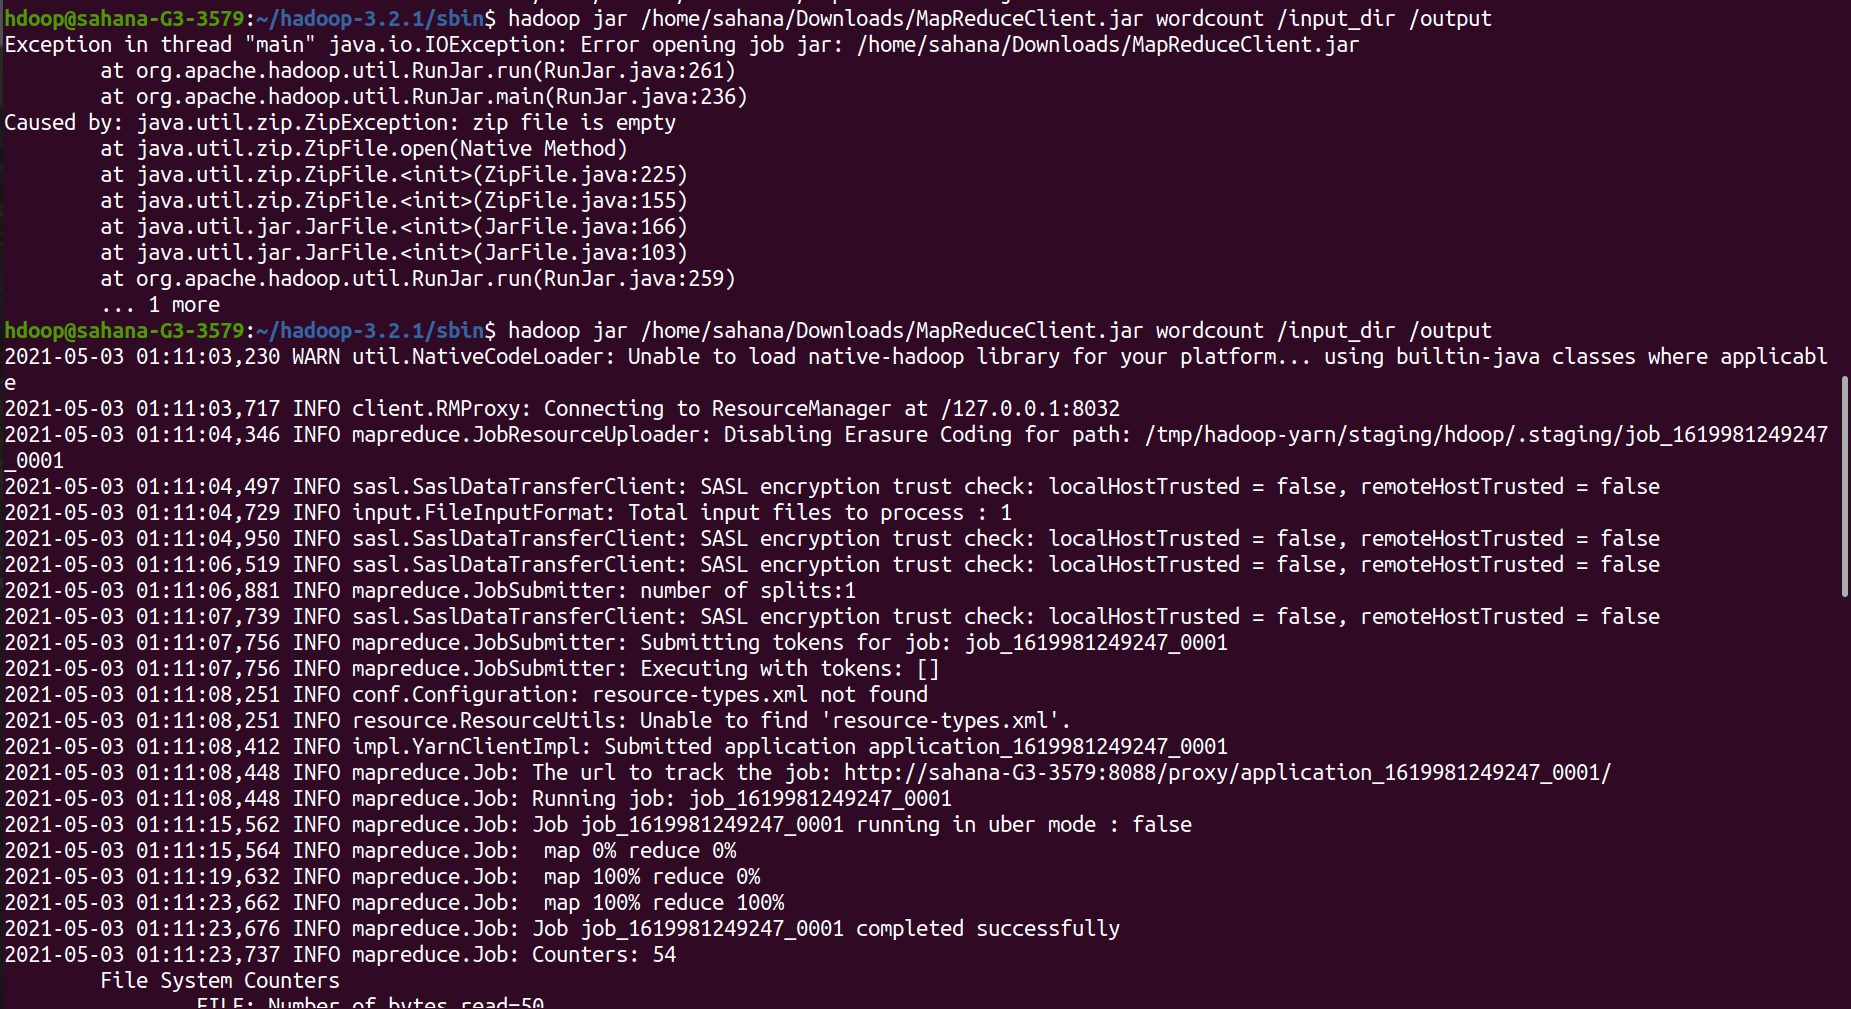 hdoop@sahana-G3-3579:~/hadoop-3.2.1/sbin$ hadoop jar /home/sahana/Downloads/MapReduceClient.jar wordcount /input_dir /output
Exception in thread "main" java.io.IOException: Error opening job jar: /home/sahana/Downloads/MapReduceClient.jar
        at org.apache.hadoop.util.RunJar.run(RunJar.java:261)
        at org.apache.hadoop.util.RunJar.main(RunJar.java:236)
Caused by: java.util.zip.ZipException: zip file is empty
        at java.util.zip.ZipFile.open(Native Method)
        at java.util.zip.ZipFile.<init>(ZipFile.java:225)
        at java.util.zip.ZipFile.<init>(ZipFile.java:155)
        at java.util.jar.JarFile.<init>(JarFile.java:166)
        at java.util.jar.JarFile.<init>(JarFile.java:103)
        at org.apache.hadoop.util.RunJar.run(RunJar.java:259)
        ... 1 more
hdoop@sahana-G3-3579:~/hadoop-3.2.1/sbin$ hadoop jar /home/sahana/Downloads/MapReduceClient.jar wordcount /input_dir /output
2021-05-03 01:11:03,230 WARN util.NativeCodeLoader: Unable to load native-hadoop library for your platform... using builtin-java classes where applicabl
e
2021-05-03 01:11:03,717 INFO client.RMProxy: Connecting to ResourceManager at /127.0.0.1:8032
2021-05-03 01:11:04,346 INFO mapreduce.JobResourceUploader: Disabling Erasure Coding for path: /tmp/hadoop-yarn/staging/hdoop/.staging/job_1619981249247
_0001
2021-05-03 01:11:04,497 INFO sasl.SaslDataTransferClient: SASL encryption trust check: localHostTrusted = false, remoteHostTrusted = false
2021-05-03 01:11:04,729 INFO input.FileInputFormat: Total input files to process : 1
2021-05-03 01:11:04,950 INFO sasl.SaslDataTransferClient: SASL encryption trust check: localHostTrusted = false, remoteHostTrusted = false
2021-05-03 01:11:06,519 INFO sasl.SaslDataTransferClient: SASL encryption trust check: localHostTrusted = false, remoteHostTrusted = false
2021-05-03 01:11:06,881 INFO mapreduce.JobSubmitter: number of splits:1
2021-05-03 01:11:07,739 INFO sasl.SaslDataTransferClient: SASL encryption trust check: localHostTrusted = false, remoteHostTrusted = false
2021-05-03 01:11:07,756 INFO mapreduce.JobSubmitter: Submitting tokens for job: job_1619981249247_0001
2021-05-03 01:11:07,756 INFO mapreduce.JobSubmitter: Executing with tokens: []
2021-05-03 01:11:08,251 INFO conf.Configuration: resource-types.xml not found
2021-05-03 01:11:08,251 INFO resource.ResourceUtils: Unable to find 'resource-types.xml'.
2021-05-03 01:11:08,412 INFO impl.YarnClientImpl: Submitted application application_1619981249247_0001
2021-05-03 01:11:08,448 INFO mapreduce.Job: The url to track the job: http://sahana-G3-3579:8088/proxy/application_1619981249247_0001/
2021-05-03 01:11:08,448 INFO mapreduce.Job: Running job: job_1619981249247_0001
2021-05-03 01:11:15,562 INFO mapreduce.Job: Job job_1619981249247_0001 running in uber mode : false
2021-05-03 01:11:15,564 INFO mapreduce.Job:  map 0% reduce 0%
2021-05-03 01:11:19,632 INFO mapreduce.Job:  map 100% reduce 0%
2021-05-03 01:11:23,662 INFO mapreduce.Job:  map 100% reduce 100%
2021-05-03 01:11:23,676 INFO mapreduce.Job: Job job_1619981249247_0001 completed successfully
2021-05-03 01:11:23,737 INFO mapreduce.Job: Counters: 54
        File System Counters
                FILE: Number of bytes read=50